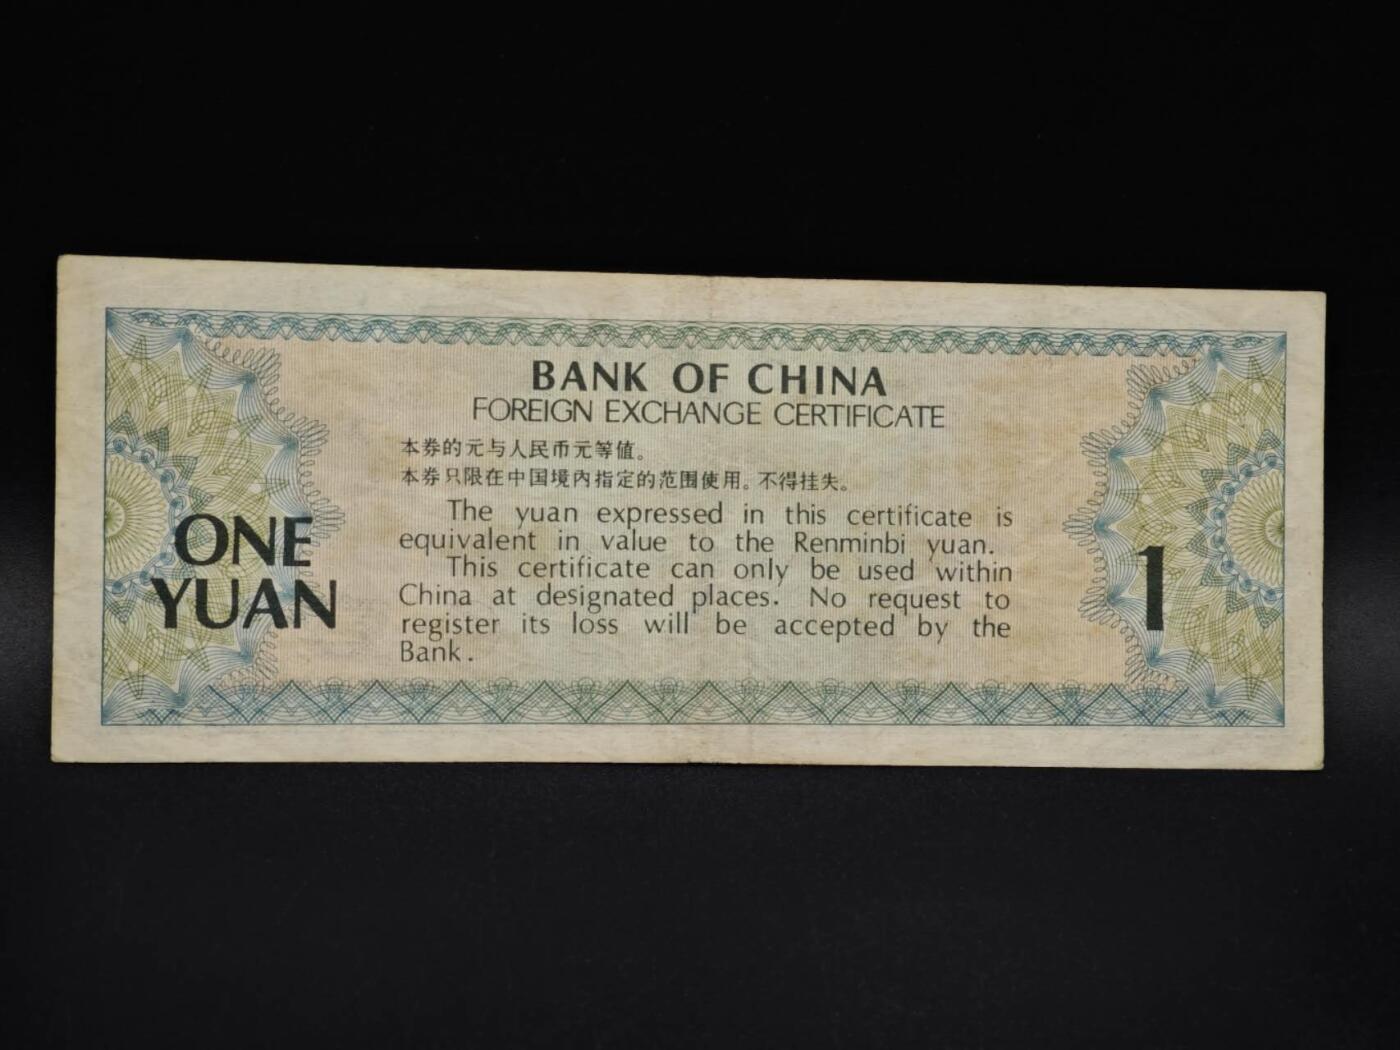 BANK OF CHINA
FOREIGN EXCHANGE CERTIFICATE
本券的元与人民币元等值。
本券只限在中国境内指定的范围使用。不得挂失。
The yuan expressed in this certificate is
equivalent in value to the Renminbi yuan.
This certificate can only be used within
China at designated places. No request to
register its loss will be accepted by the
Bank.
ONE
YUAN
1